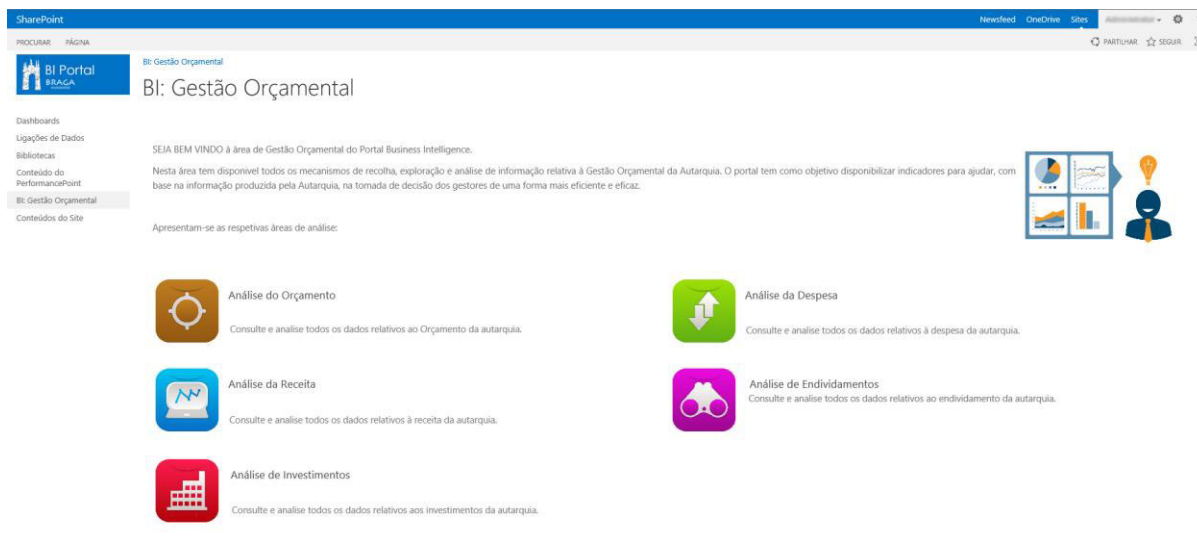 SharePoint
Newsfeed OneDrive Sites
PROCURAR PÁGINA
PARTILHAR SEGUIR
BI Portal
BRAGA
BI: Gestão Orçamental
BI: Gestão Orçamental
Dashboards
Ligações de Dados
Bibliotecas
Conteúdo do
PerformancePoint
BI: Gestão Orçamental
Conteúdos do Site
SEJA BEM VINDO à área de Gestão Orçamental do Portal Business Intelligence.
Nesta área tem disponivel todos os mecanismos de recolha, exploração e análise de informação relativa à Gestão Orçamental da Autarquia. O portal tem como objetivo disponibilizar indicadores para ajudar, com
base na informação produzida pela Autarquia, na tomada de decisão dos gestores de uma forma mais eficiente e eficaz.
Apresentam-se as respetivas áreas de análise:
Análise do Orçamento
Consulte e analise todos os dados relativos ao Orçamento da autarquia.
Análise da Despesa
Consulte e analise todos os dados relativos à despesa da autarquia.
Análise da Receita
Consulte e analise todos os dados relativos à receita da autarquia.
Análise de Endividamentos
Consulte e analise todos os dados relativos ao endividamento da autarquia.
Análise de Investimentos
Consulte e analise todos os dados relativos aos investimentos da autarquia.